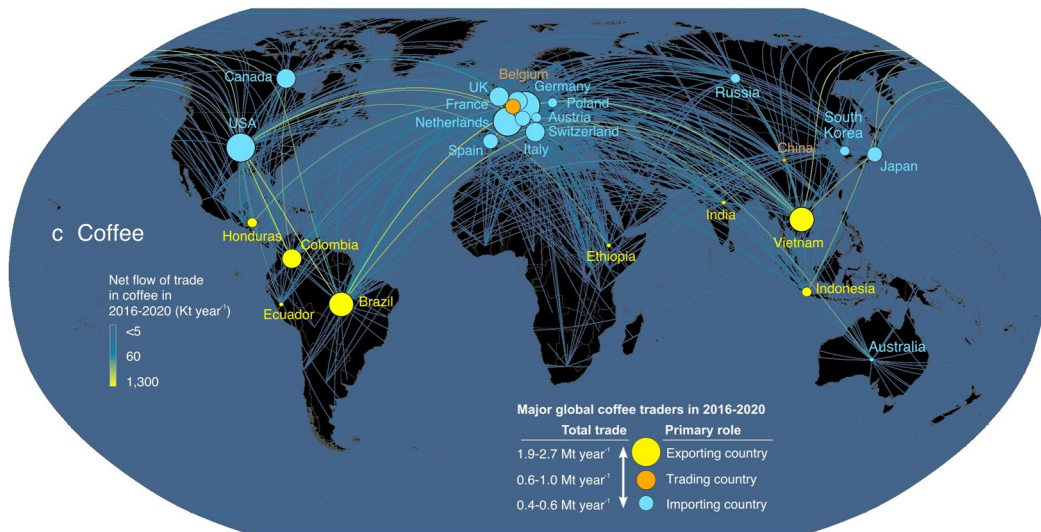 Canada
USA
UK
Belgium
Germany
France
Poland
Netherlands
Austria
Switzerland
Spain
Italy
Russia
South
Korea
China
Japan
c Coffee
Honduras
Colombia
India
Vietnam
Ethiopia
Net flow of trade
in coffee in
2016-2020 (Kt year⁻¹)
<5
60
1,300
Ecuador
Brazil
Indonesia
Australia
Major global coffee traders in 2016-2020
Total trade Primary role
1.9-2.7 Mt year⁻¹ Exporting country
0.6-1.0 Mt year⁻¹ Trading country
0.4-0.6 Mt year⁻¹ Importing country